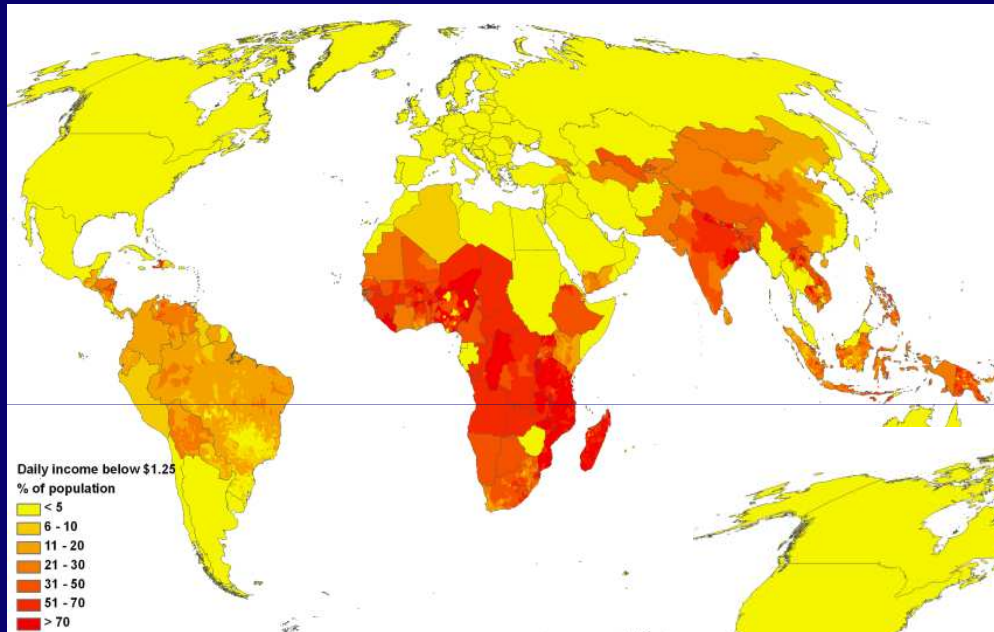 Daily income below $1.25
% of population
< 5
6 - 10
11 - 20
21 - 30
31 - 50
51 - 70
> 70